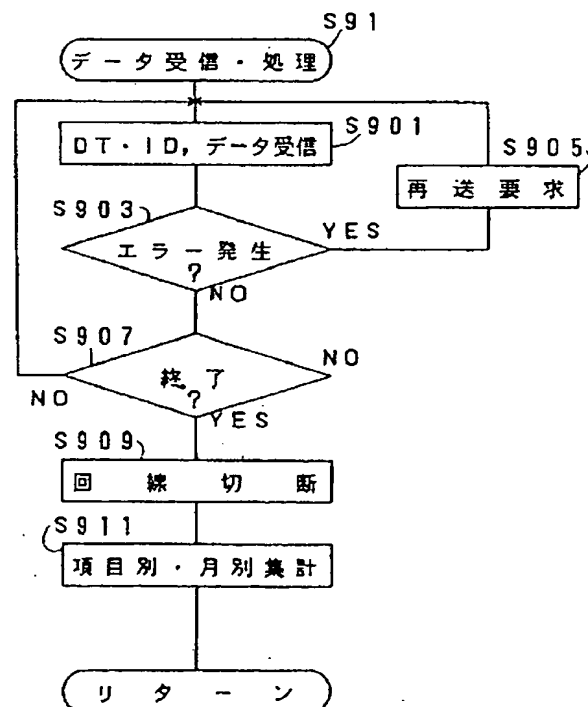 S91
データ受信・処理
S901
DT・ID,データ受信
S905
再送要求
S903
エラー発生
?
YES
NO
S907
終了
?
NO
NO
YES
S909
回線切断
S911
項目別・月別集計
リターン